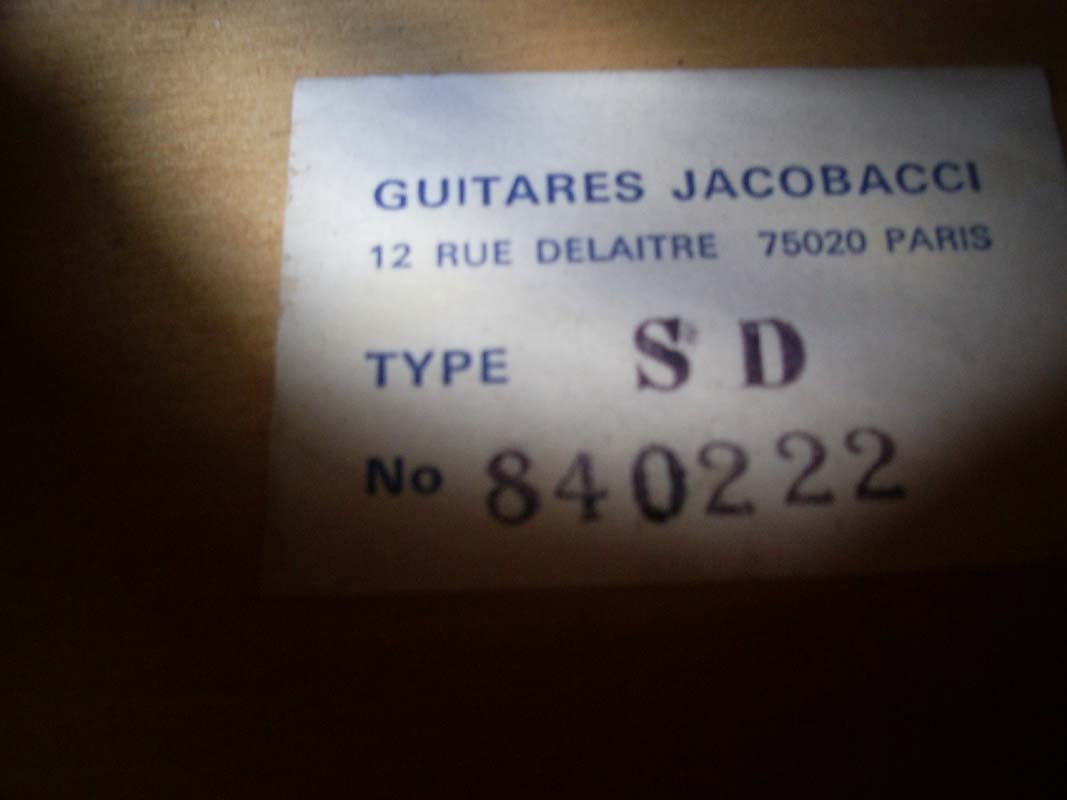 GUITARES JACOBACCI
12 RUE DELAITRE 75020 PARIS
TYPE S D
No 840222